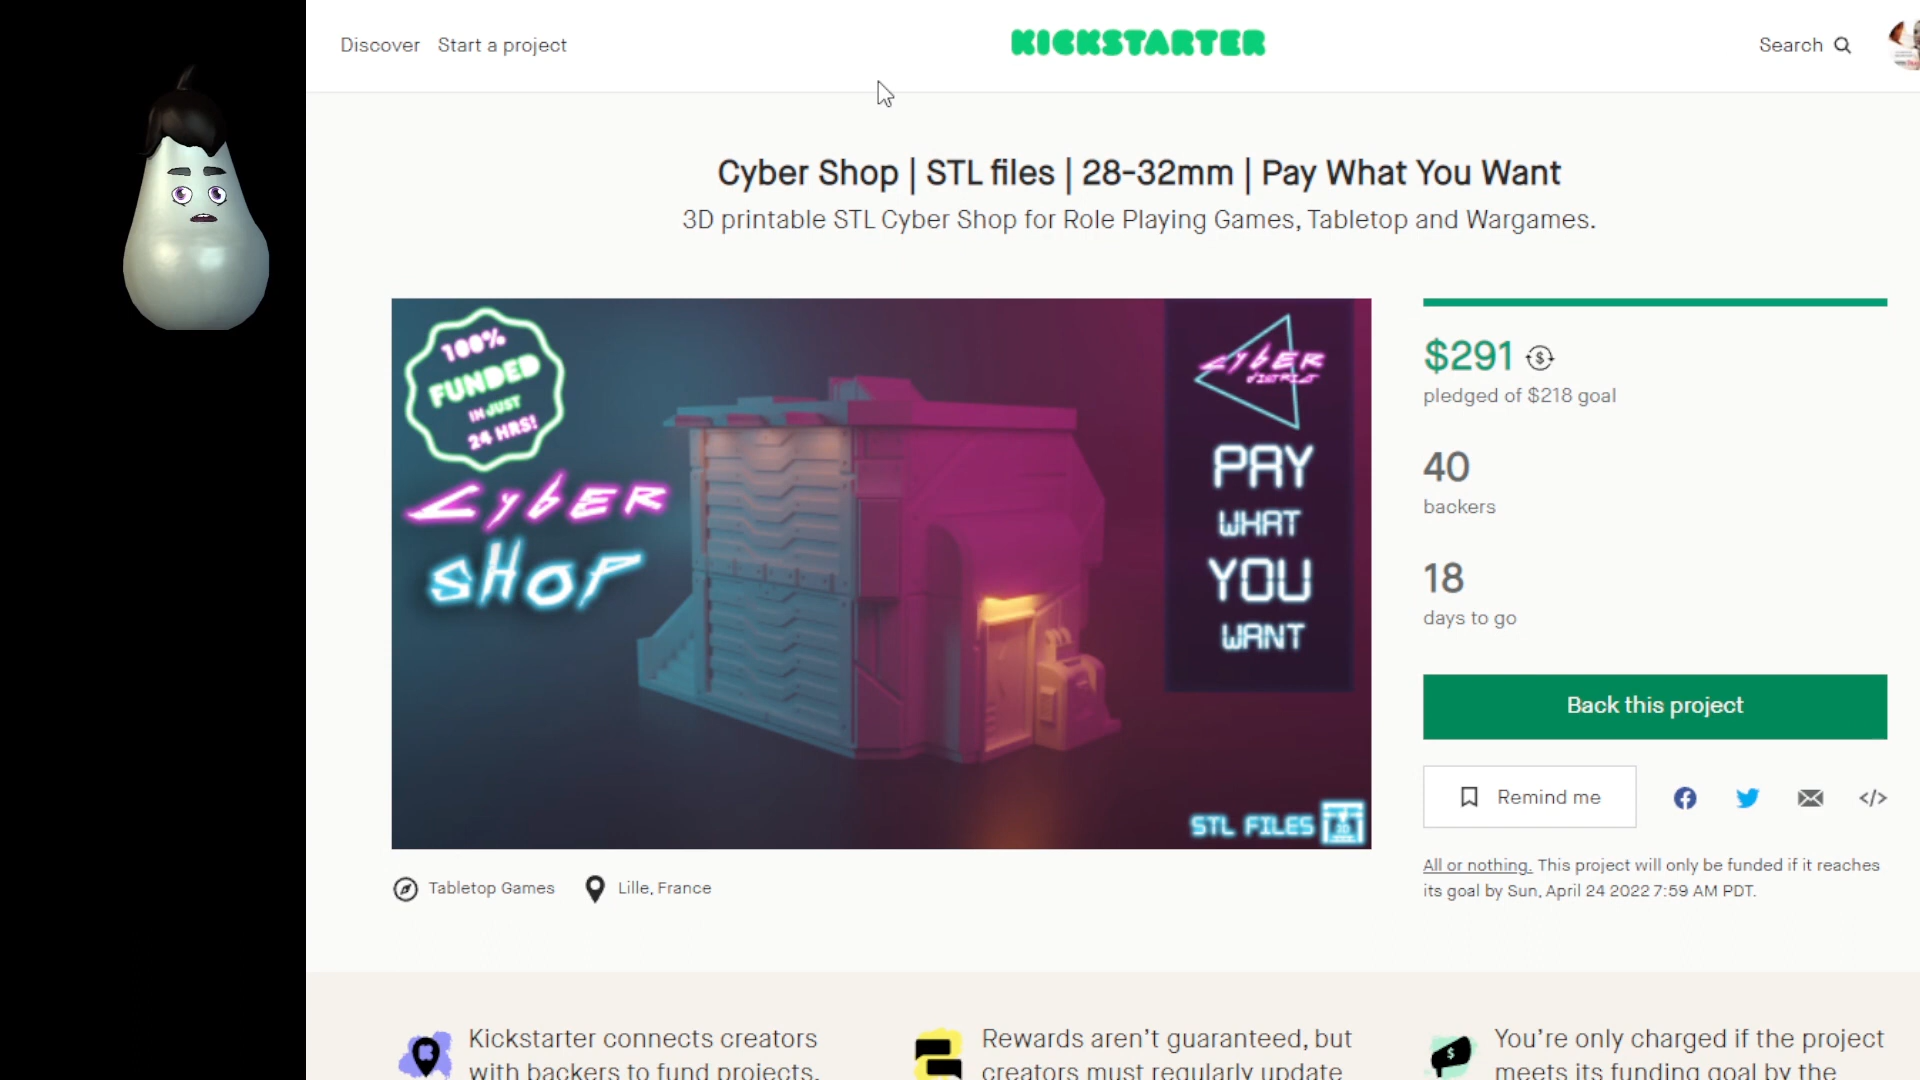 Discover Start a project
KICKSTARTER
Search
Cyber Shop | STL files | 28-32mm | Pay What You Want
3D printable STL Cyber Shop for Role Playing Games, Tabletop and Wargames.
100%
FUNDED
IN JUST
24 HRS!
CYBER
SHOP
CYBER
DISTRICT
PAY
WHAT
YOU
WANT
STL FILES
3D
$291
pledged of $218 goal
40
backers
18
days to go
Back this project
Remind me
</>
All or nothing. This project will only be funded if it reaches
its goal by Sun, April 24 2022 7:59 AM PDT.
Tabletop Games
Lille, France
Kickstarter connects creators
with backers to fund projects.
Rewards aren't guaranteed, but
creators must regularly update
You're only charged if the project
meets its funding goal by the